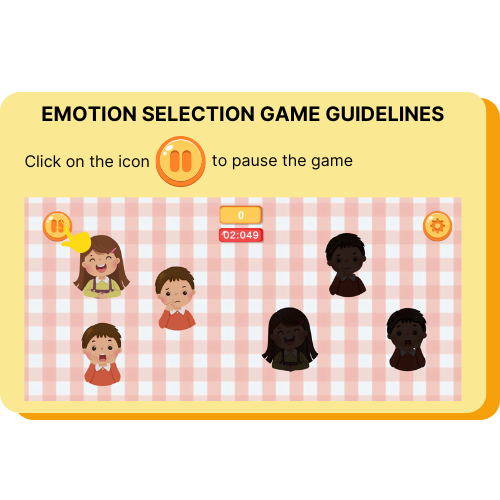 EMOTION SELECTION GAME GUIDELINES
Click on the icon to pause the game
0
02:049